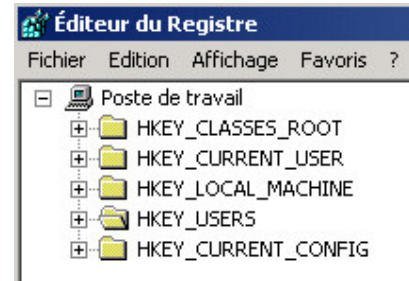 Éditeur du Registre
Fichier Edition Affichage Favoris ?
Poste de travail
HKEY_CLASSES_ROOT
HKEY_CURRENT_USER
HKEY_LOCAL_MACHINE
HKEY_USERS
HKEY_CURRENT_CONFIG